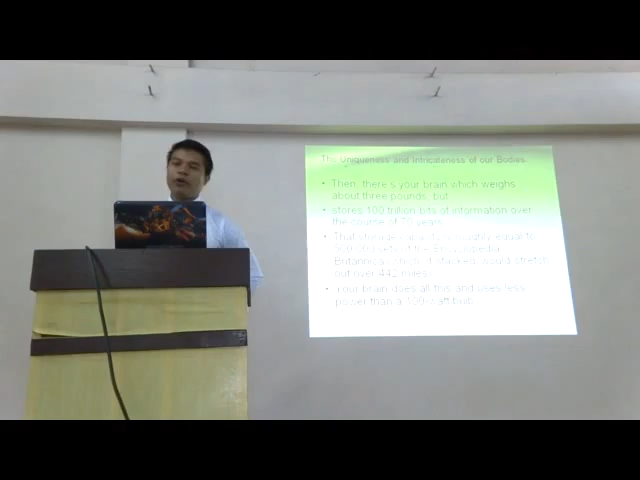 The Uniqueness and Intricateness of our Bodies
• Then, there's your brain which weighs
about three pounds, but
• stores 100 trillion bits of information over
the course of 70 years
• That storage roughly equal to
of the Encyclopedia
Britannica which, if stacked, would stretch
out over 442 miles.
• Your brain does all this and uses less
power than a 100-watt bulb.